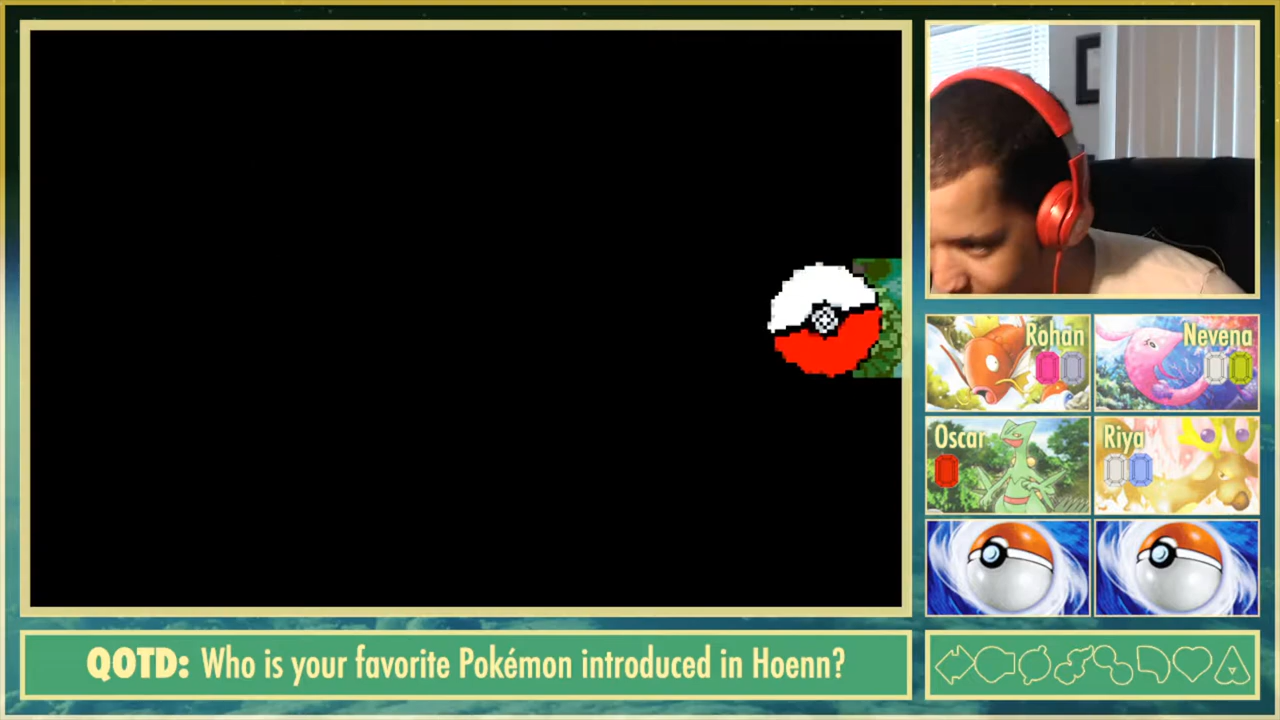 Rohan
Nevena
Oscar
Riya
QOTD: Who is your favorite Pokémon introduced in Hoenn?